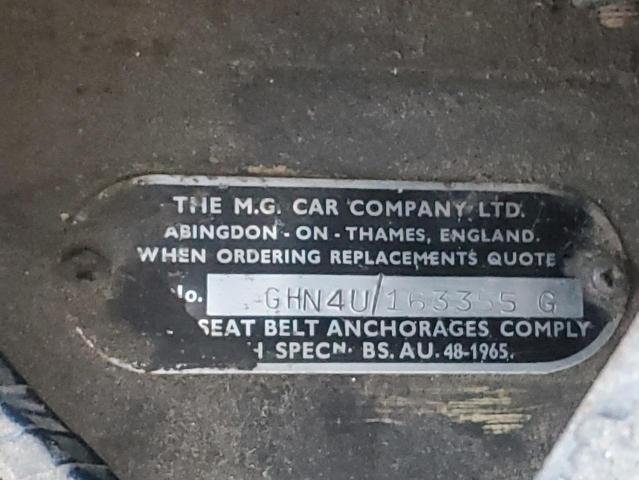 THE M.G. CAR COMPANY LTD.
ABINGDON - ON - THAMES, ENGLAND.
WHEN ORDERING REPLACEMENTS QUOTE
No. GHN4U/163355 G
SEAT BELT ANCHORAGES COMPLY
SPECN. BS. AU. 48-1965.